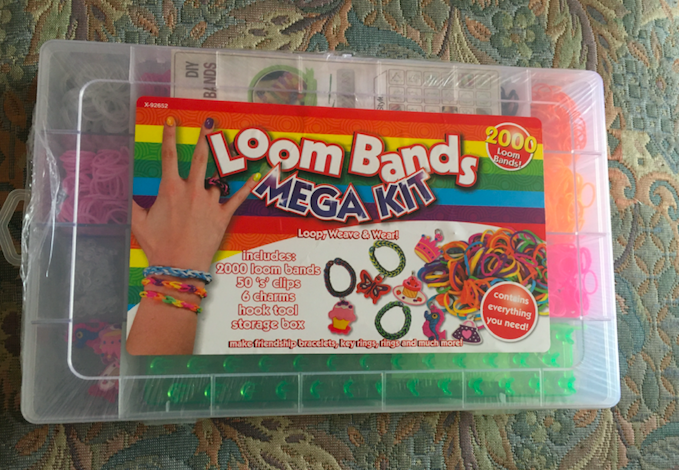 DIY
BANDS
X-92652
Loom Bands
MEGA KIT
2000
Loom
Bands!
Loop, Weave & Wear!
includes:
2000 loom bands
50 's' clips
6 charms
hook tool
storage box
contains
everything
you need!
make friendship bracelets, key rings, rings and much more!